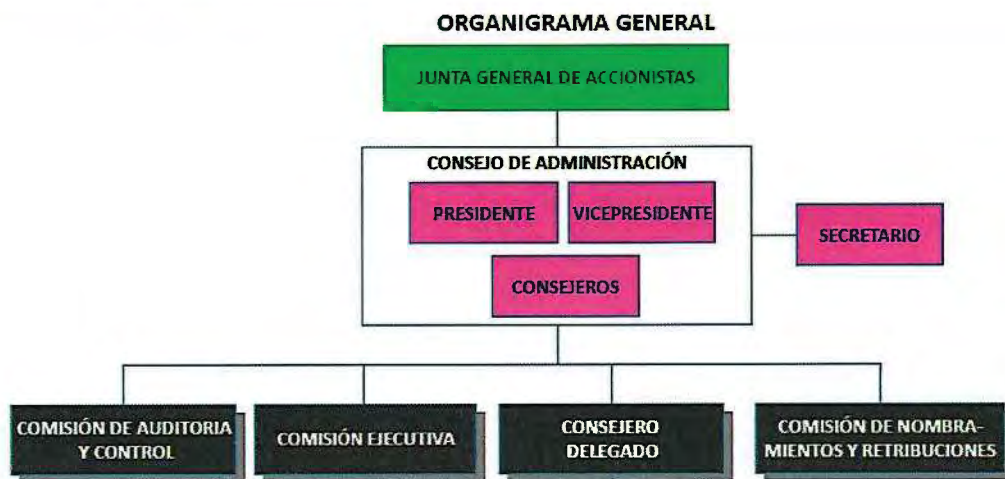 ORGANIGRAMA GENERAL
JUNTA GENERAL DE ACCIONISTAS
CONSEJO DE ADMINISTRACIÓN
PRESIDENTE
VICEPRESIDENTE
SECRETARIO
CONSEJEROS
COMISIÓN DE AUDITORIA
Y CONTROL
COMISIÓN EJECUTIVA
CONSEJERO
DELEGADO
COMISIÓN DE NOMBRA-
MIENTOS Y RETRIBUCIONES